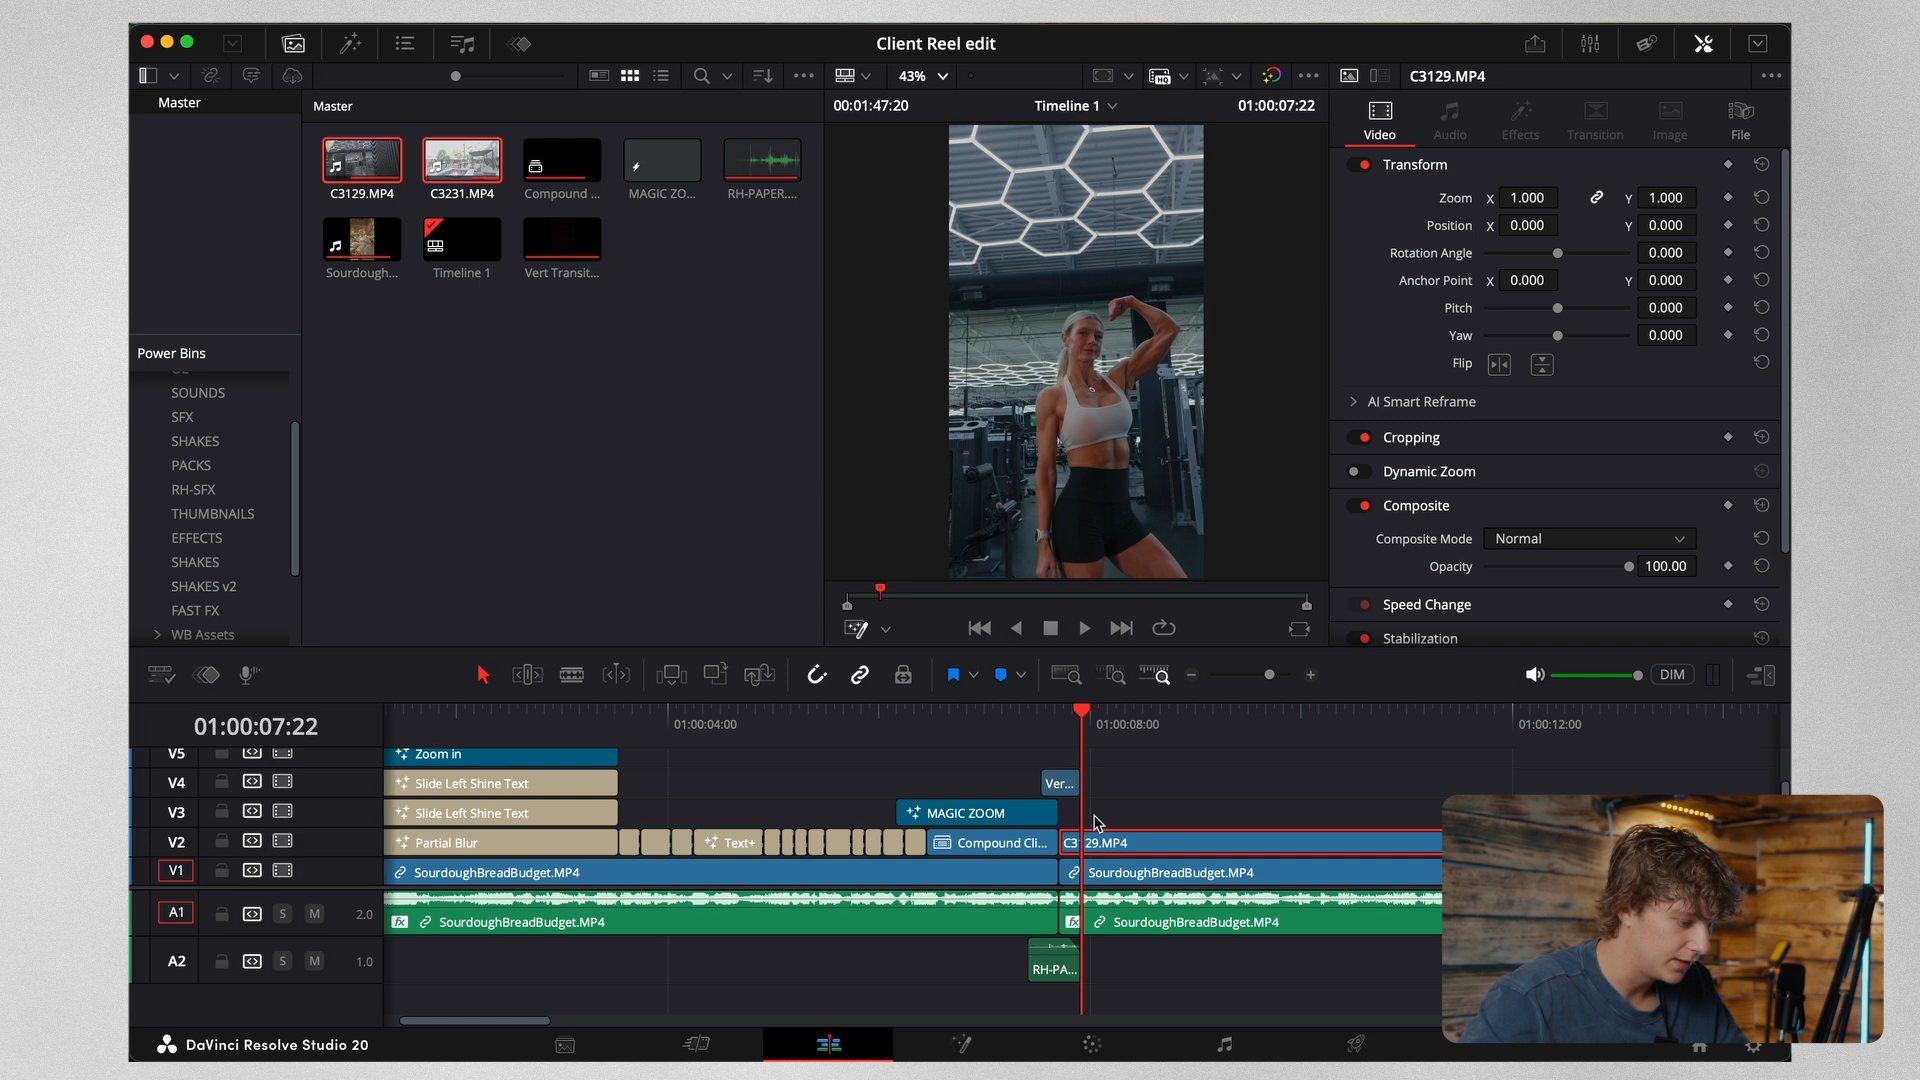 Client Reel edit
43%
C3129.MP4
Master
Master
00:01:47:20
Timeline 1
01:00:07:22
Video
Audio
Effects
Transition
Image
File
C3129.MP4
C3231.MP4
Compound ...
MAGIC ZO...
RH-PAPER....
Sourdough...
Timeline 1
Vert Transit...
Transform
Zoom X 1.000 Y 1.000
Position X 0.000 Y 0.000
Rotation Angle 0.000
Anchor Point X 0.000 Y 0.000
Pitch 0.000
Yaw 0.000
Flip
AI Smart Reframe
Cropping
Dynamic Zoom
Composite
Composite Mode Normal
Opacity 100.00
Speed Change
Stabilization
Power Bins
SOUNDS
SFX
SHAKES
PACKS
RH-SFX
THUMBNAILS
EFFECTS
SHAKES
SHAKES v2
FAST FX
WB Assets
DIM
01:00:07:22
01:00:04:00
01:00:08:00
01:00:12:00
V5 Zoom in
V4 Slide Left Shine Text Ver...
V3 Slide Left Shine Text MAGIC ZOOM
V2 Partial Blur Text+ Compound Cli... C3129.MP4
V1 SourdoughBreadBudget.MP4 SourdoughBreadBudget.MP4
A1 S M 2.0 fx SourdoughBreadBudget.MP4 fx SourdoughBreadBudget.MP4
A2 S M 1.0 RH-PA...
DaVinci Resolve Studio 20